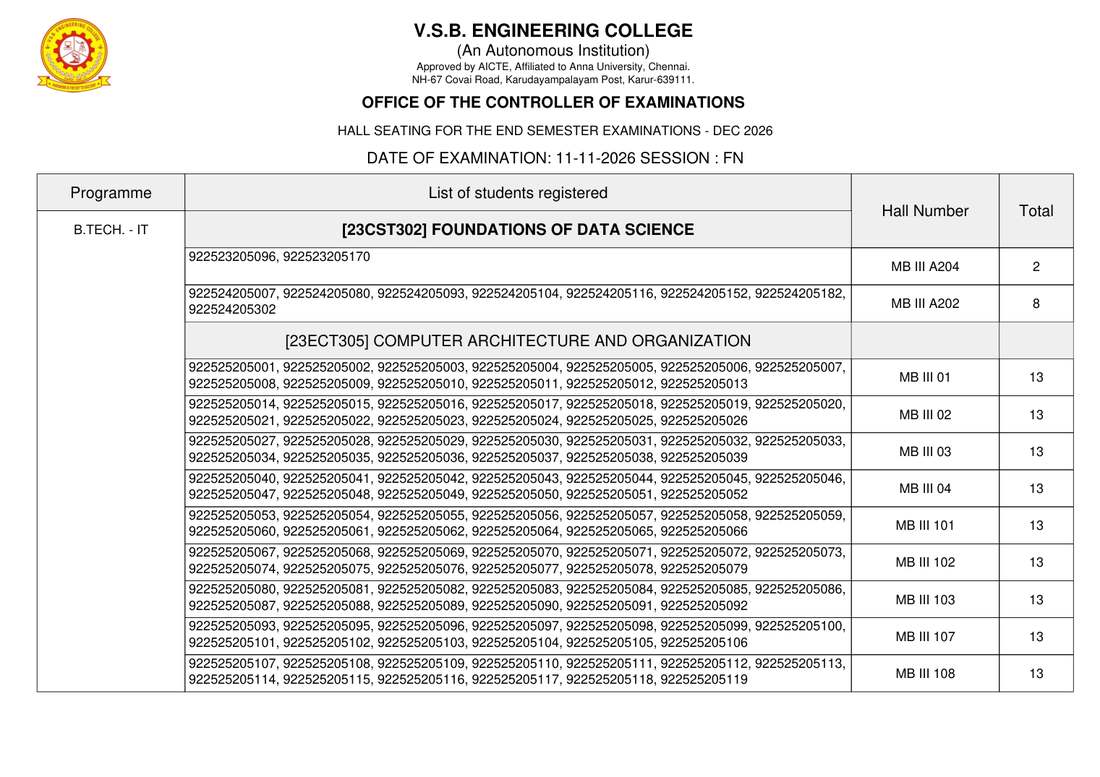 V.S.B. ENGINEERING COLLEGE
(An Autonomous Institution)
Approved by AICTE, Affiliated to Anna University, Chennai.
NH-67 Covai Road, Karudayampalayam Post, Karur-639111.
OFFICE OF THE CONTROLLER OF EXAMINATIONS
HALL SEATING FOR THE END SEMESTER EXAMINATIONS - DEC 2026
DATE OF EXAMINATION: 11-11-2026 SESSION : FN
Programme List of students registered Hall Number Total
B.TECH. - IT [23CST302] FOUNDATIONS OF DATA SCIENCE
922523205096, 922523205170 MB III A204 2
922524205007, 922524205080, 922524205093, 922524205104, 922524205116, 922524205152, 922524205182,
922524205302 MB III A202 8
[23ECT305] COMPUTER ARCHITECTURE AND ORGANIZATION
922525205001, 922525205002, 922525205003, 922525205004, 922525205005, 922525205006, 922525205007,
922525205008, 922525205009, 922525205010, 922525205011, 922525205012, 922525205013 MB III 01 13
922525205014, 922525205015, 922525205016, 922525205017, 922525205018, 922525205019, 922525205020,
922525205021, 922525205022, 922525205023, 922525205024, 922525205025, 922525205026 MB III 02 13
922525205027, 922525205028, 922525205029, 922525205030, 922525205031, 922525205032, 922525205033,
922525205034, 922525205035, 922525205036, 922525205037, 922525205038, 922525205039 MB III 03 13
922525205040, 922525205041, 922525205042, 922525205043, 922525205044, 922525205045, 922525205046,
922525205047, 922525205048, 922525205049, 922525205050, 922525205051, 922525205052 MB III 04 13
922525205053, 922525205054, 922525205055, 922525205056, 922525205057, 922525205058, 922525205059,
922525205060, 922525205061, 922525205062, 922525205064, 922525205065, 922525205066 MB III 101 13
922525205067, 922525205068, 922525205069, 922525205070, 922525205071, 922525205072, 922525205073,
922525205074, 922525205075, 922525205076, 922525205077, 922525205078, 922525205079 MB III 102 13
922525205080, 922525205081, 922525205082, 922525205083, 922525205084, 922525205085, 922525205086,
922525205087, 922525205088, 922525205089, 922525205090, 922525205091, 922525205092 MB III 103 13
922525205093, 922525205095, 922525205096, 922525205097, 922525205098, 922525205099, 922525205100,
922525205101, 922525205102, 922525205103, 922525205104, 922525205105, 922525205106 MB III 107 13
922525205107, 922525205108, 922525205109, 922525205110, 922525205111, 922525205112, 922525205113,
922525205114, 922525205115, 922525205116, 922525205117, 922525205118, 922525205119 MB III 108 13